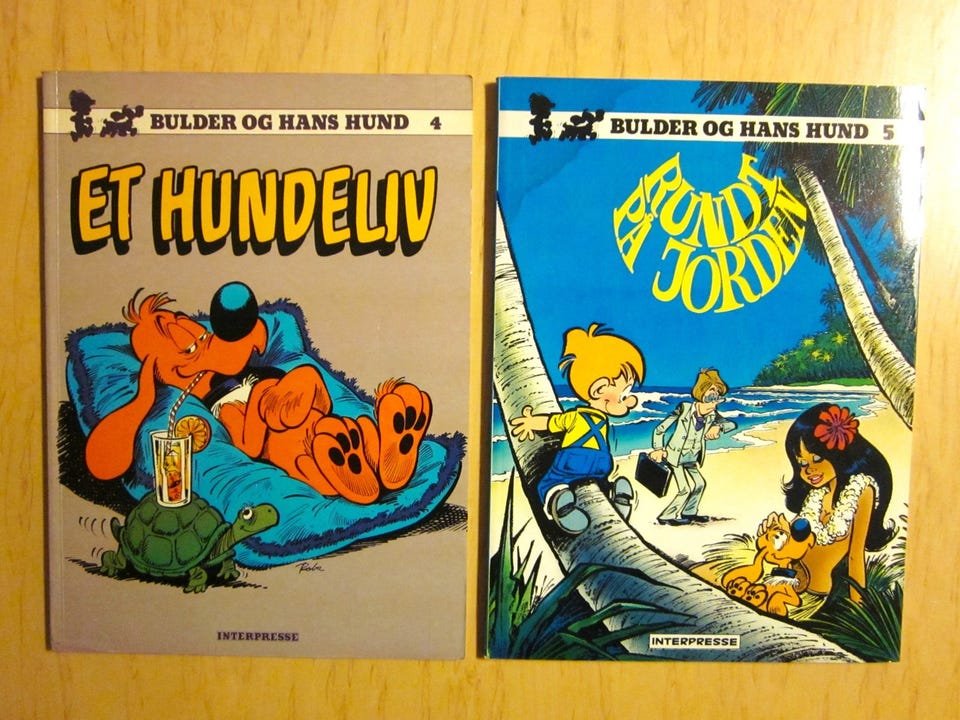 BULDER OG HANS HUND 4
ET HUNDELIV
Roba
INTERPRESSE
BULDER OG HANS HUND 5
RUNDT
PÅ JORDEN
INTERPRESSE